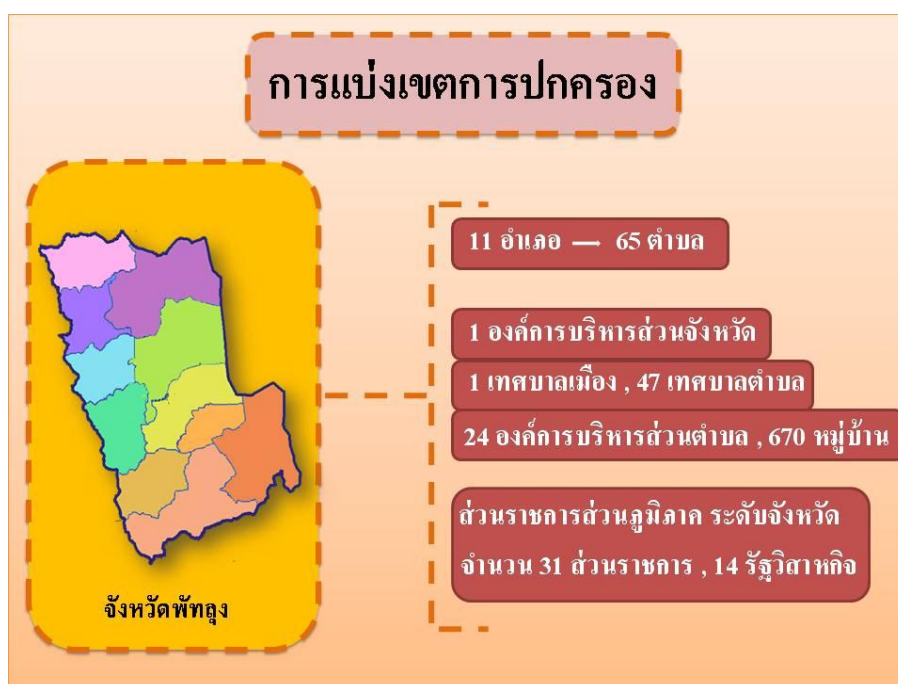 การแบ่งเขตการปกครอง
11 อำเภอ — 65 ตำบล
1 องค์การบริหารส่วนจังหวัด
1 เทศบาลเมือง , 47 เทศบาลตำบล
24 องค์การบริหารส่วนตำบล , 670 หมู่บ้าน
ส่วนราชการส่วนภูมิภาค ระดับจังหวัด
จำนวน 31 ส่วนราชการ , 14 รัฐวิสาหกิจ
จังหวัดพัทลุง